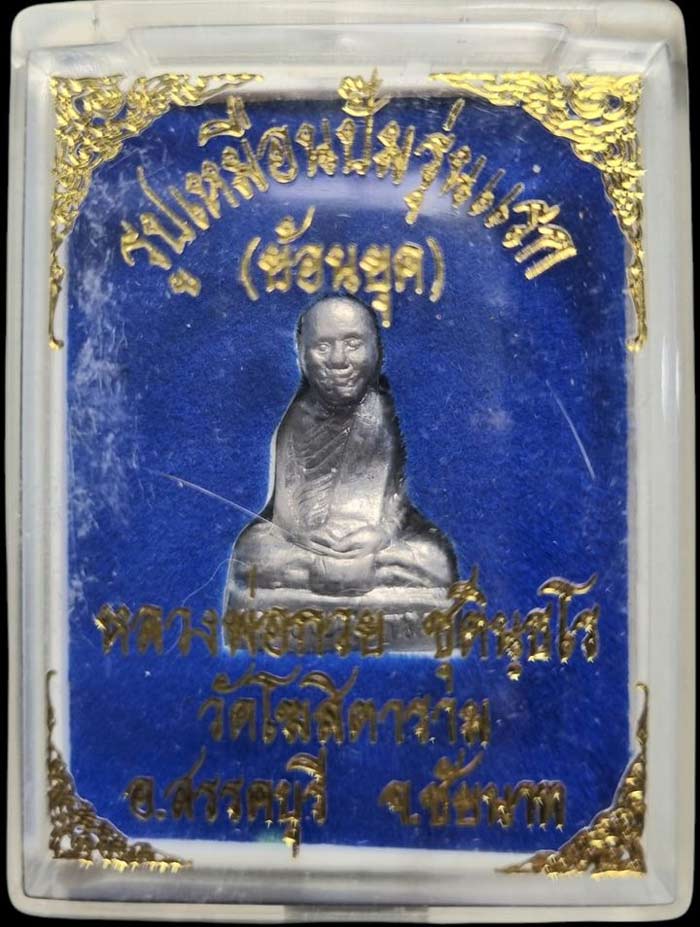 รูปเหมือนปั๊มรุ่นแรก
(ย้อนยุค)
หลวงพ่อกวย ชุตินฺธโร
วัดโฆสิตาราม
อ.สรรคบุรี จ.ชัยนาท